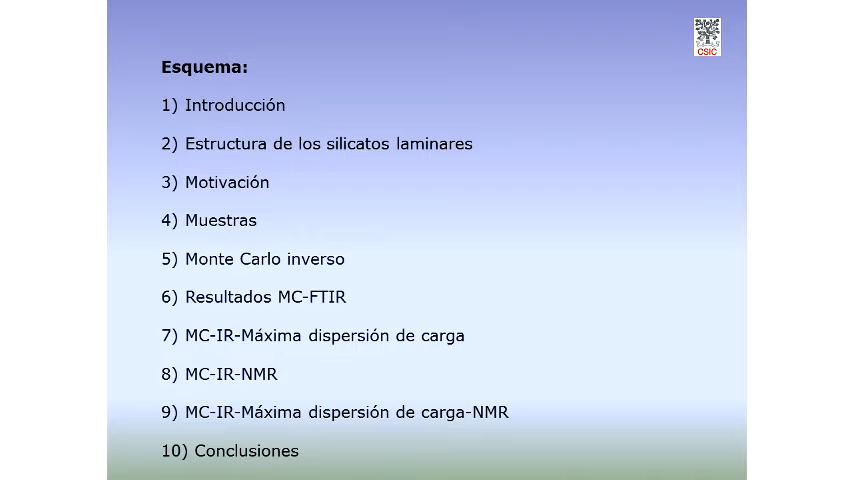 CSIC
Esquema:
1) Introducción
2) Estructura de los silicatos laminares
3) Motivación
4) Muestras
5) Monte Carlo inverso
6) Resultados MC-FTIR
7) MC-IR-Máxima dispersión de carga
8) MC-IR-NMR
9) MC-IR-Máxima dispersión de carga-NMR
10) Conclusiones